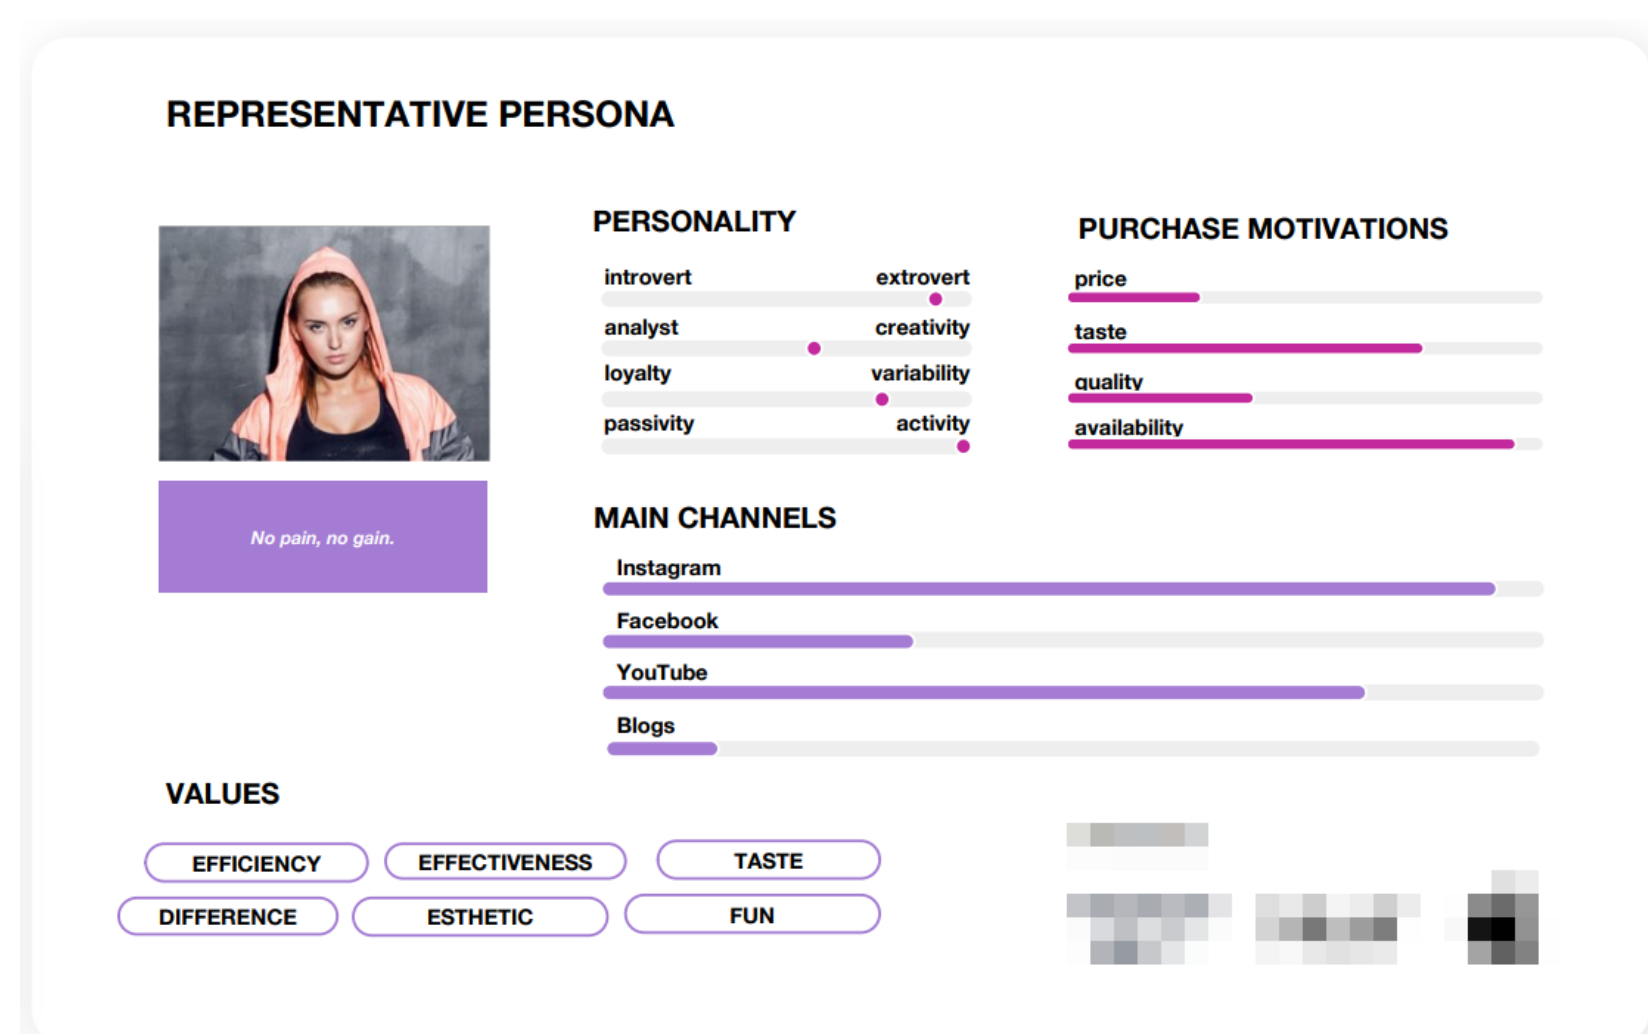 REPRESENTATIVE PERSONA
No pain, no gain.
PERSONALITY
introvert extrovert
analyst creativity
loyalty variability
passivity activity
PURCHASE MOTIVATIONS
price
taste
quality
availability
MAIN CHANNELS
Instagram
Facebook
YouTube
Blogs
VALUES
EFFICIENCY EFFECTIVENESS TASTE
DIFFERENCE ESTHETIC FUN